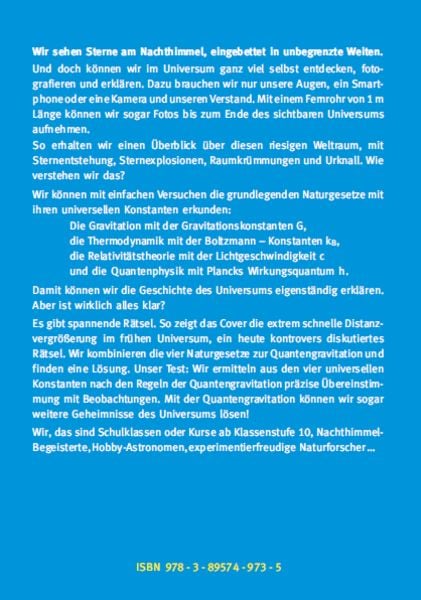 Wir sehen Sterne am Nachthimmel, eingebettet in unbegrenzte Weiten.
Und doch können wir im Universum ganz viel selbst entdecken, foto-
grafieren und erklären. Dazu brauchen wir nur unsere Augen, ein Smart-
phone oder eine Kamera und unseren Verstand. Mit einem Fernrohr von 1 m
Länge können wir sogar Fotos bis zum Ende des sichtbaren Universums
aufnehmen.
So erhalten wir einen Überblick über diesen riesigen Weltraum, mit
Sternentstehung, Sternexplosionen, Raumkrümmungen und Urknall. Wie
verstehen wir das?
Wir können mit einfachen Versuchen die grundlegenden Naturgesetze mit
ihren universellen Konstanten erkunden:
Die Gravitation mit der Gravitationskonstanten G,
die Thermodynamik mit der Boltzmann – Konstanten kB,
die Relativitätstheorie mit der Lichtgeschwindigkeit c
und die Quantenphysik mit Plancks Wirkungsquantum h.
Damit können wir die Geschichte des Universums eigenständig erklären.
Aber ist wirklich alles klar?
Es gibt spannende Rätsel. So zeigt das Cover die extrem schnelle Distanz-
vergrößerung im frühen Universum, ein heute kontrovers diskutiertes
Rätsel. Wir kombinieren die vier Naturgesetze zur Quantengravitation und
finden eine Lösung. Unser Test: Wir ermitteln aus den vier universellen
Konstanten nach den Regeln der Quantengravitation präzise Übereinstim-
mung mit Beobachtungen. Mit der Quantengravitation können wir sogar
weitere Geheimnisse des Universums lösen!
Wir, das sind Schulklassen oder Kurse ab Klassenstufe 10, Nachthimmel-
Begeisterte, Hobby-Astronomen, experimentierfreudige Naturforscher ...
ISBN 978 - 3 - 89574 - 973 - 5